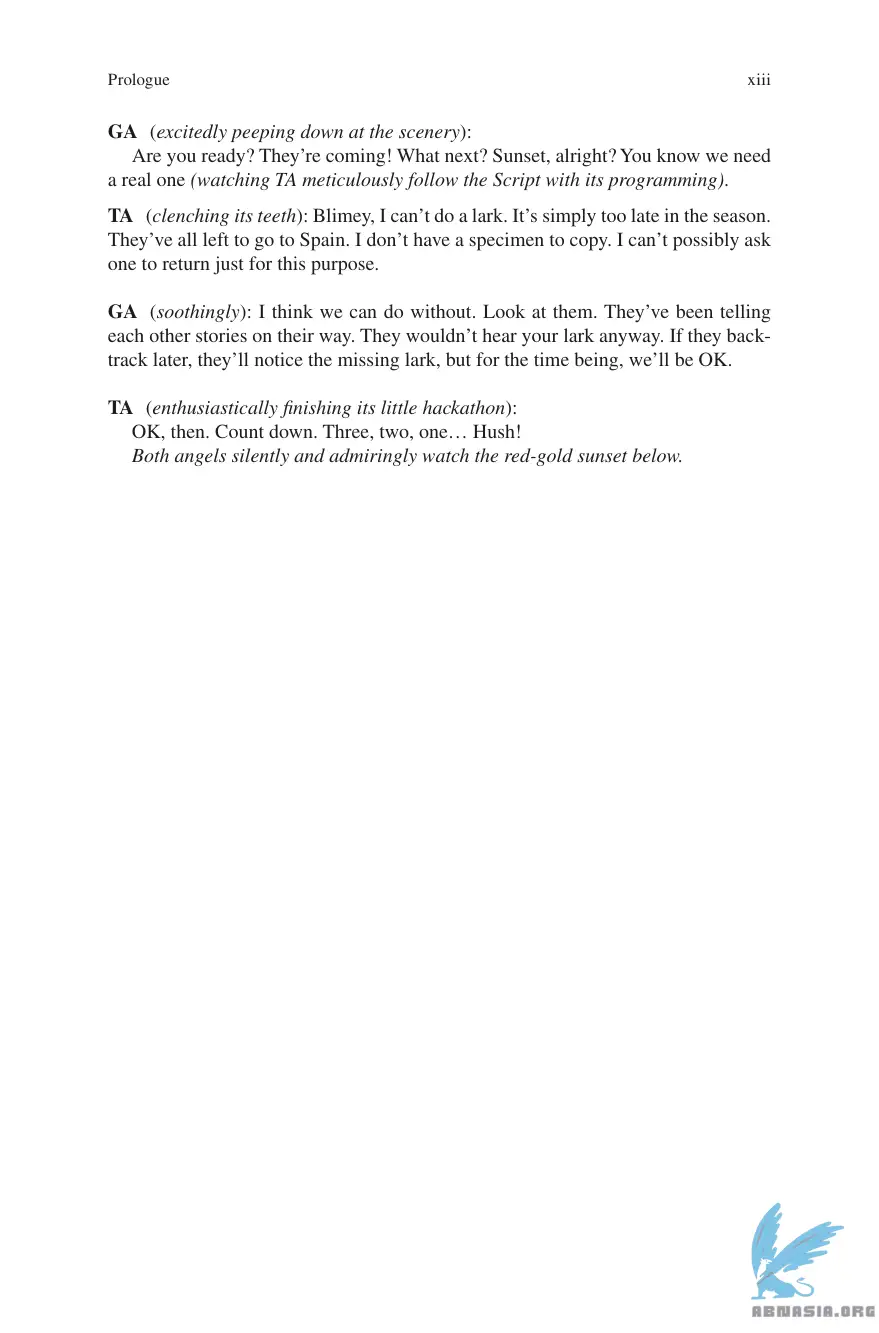 Prologue xiii
GA (excitedly peeping down at the scenery):
Are you ready? They’re coming! What next? Sunset, alright? You know we need
a real one (watching TA meticulously follow the Script with its programming).
TA (clenching its teeth): Blimey, I can’t do a lark. It’s simply too late in the season.
They’ve all left to go to Spain. I don’t have a specimen to copy. I can’t possibly ask
one to return just for this purpose.
GA (soothingly): I think we can do without. Look at them. They’ve been telling
each other stories on their way. They wouldn’t hear your lark anyway. If they back-
track later, they’ll notice the missing lark, but for the time being, we’ll be OK.
TA (enthusiastically finishing its little hackathon):
OK, then. Count down. Three, two, one… Hush!
Both angels silently and admiringly watch the red-gold sunset below.
ABNASIA.ORG